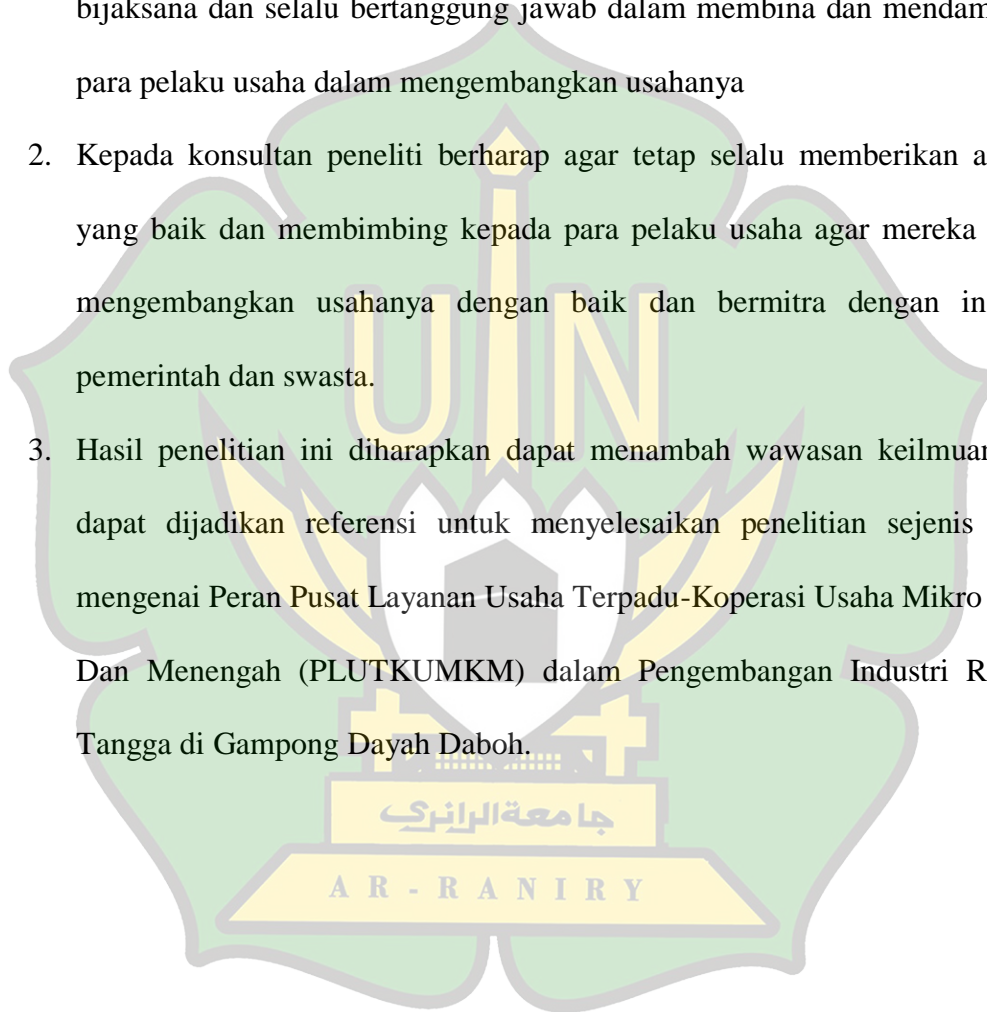 bijaksana dan selalu bertanggung jawab dalam membina dan mendam
para pelaku usaha dalam mengembangkan usahanya
2. Kepada konsultan peneliti berharap agar tetap selalu memberikan a
yang baik dan membimbing kepada para pelaku usaha agar mereka
mengembangkan usahanya dengan baik dan bermitra dengan in
pemerintah dan swasta.
3. Hasil penelitian ini diharapkan dapat menambah wawasan keilmuan
dapat dijadikan referensi untuk menyelesaikan penelitian sejenis
mengenai Peran Pusat Layanan Usaha Terpadu-Koperasi Usaha Mikro
Dan Menengah (PLUTKUMKM) dalam Pengembangan Industri R
Tangga di Gampong Dayah Daboh.
UIN
جامعة الرانري
AR-RANIRY